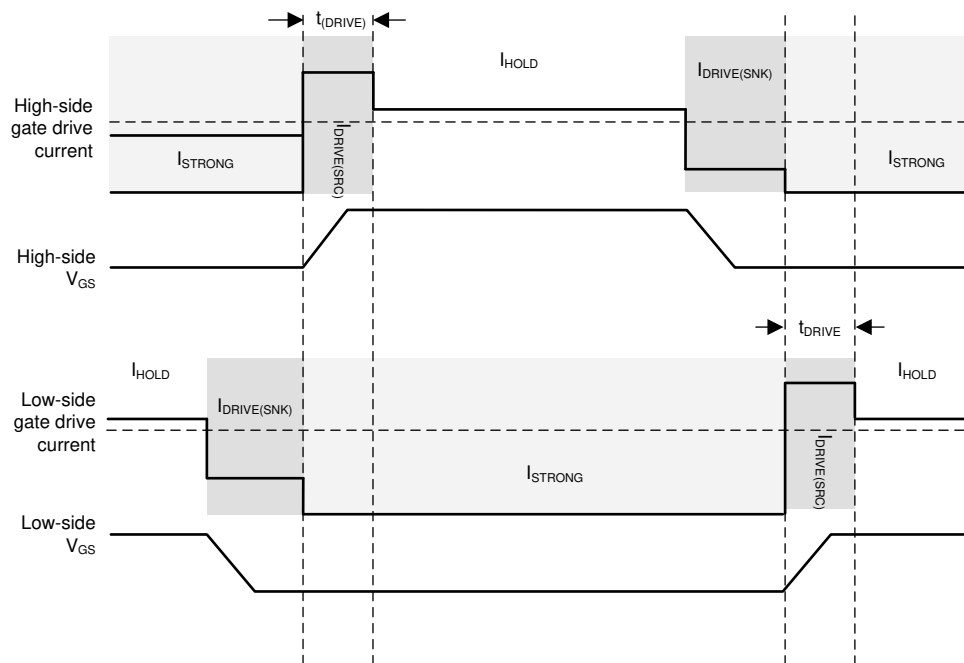 t(DRIVE)
IHOLD
IDRIVE(SNK)
High-side
gate drive
current
IDRIVE(SRC)
ISTRONG
ISTRONG
High-side
VGS
tDRIVE
IHOLD
IHOLD
IDRIVE(SNK)
Low-side
gate drive
current
IDRIVE(SRC)
ISTRONG
Low-side
VGS